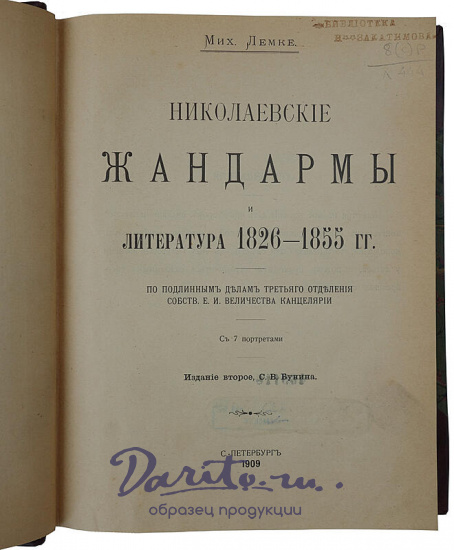 Мих. Лемке.
БИБЛИОТЕКА
НИКОЛАЕВСКІЕ
ЖАНДАРМЫ
и
ЛИТЕРАТУРА 1826—1855 ГГ.
ПО ПОДЛИННЫМЪ ДѢЛАМЪ ТРЕТЬЯГО ОТДѢЛЕНІЯ
СОБСТВ. Е. И. ВЕЛИЧЕСТВА КАНЦЕЛЯРІИ
Съ 7 портретами
Изданіе второе, С. В. Бунина.
С.-ПЕТЕРБУРГЪ
1909
Darito.ru..
образец продукции